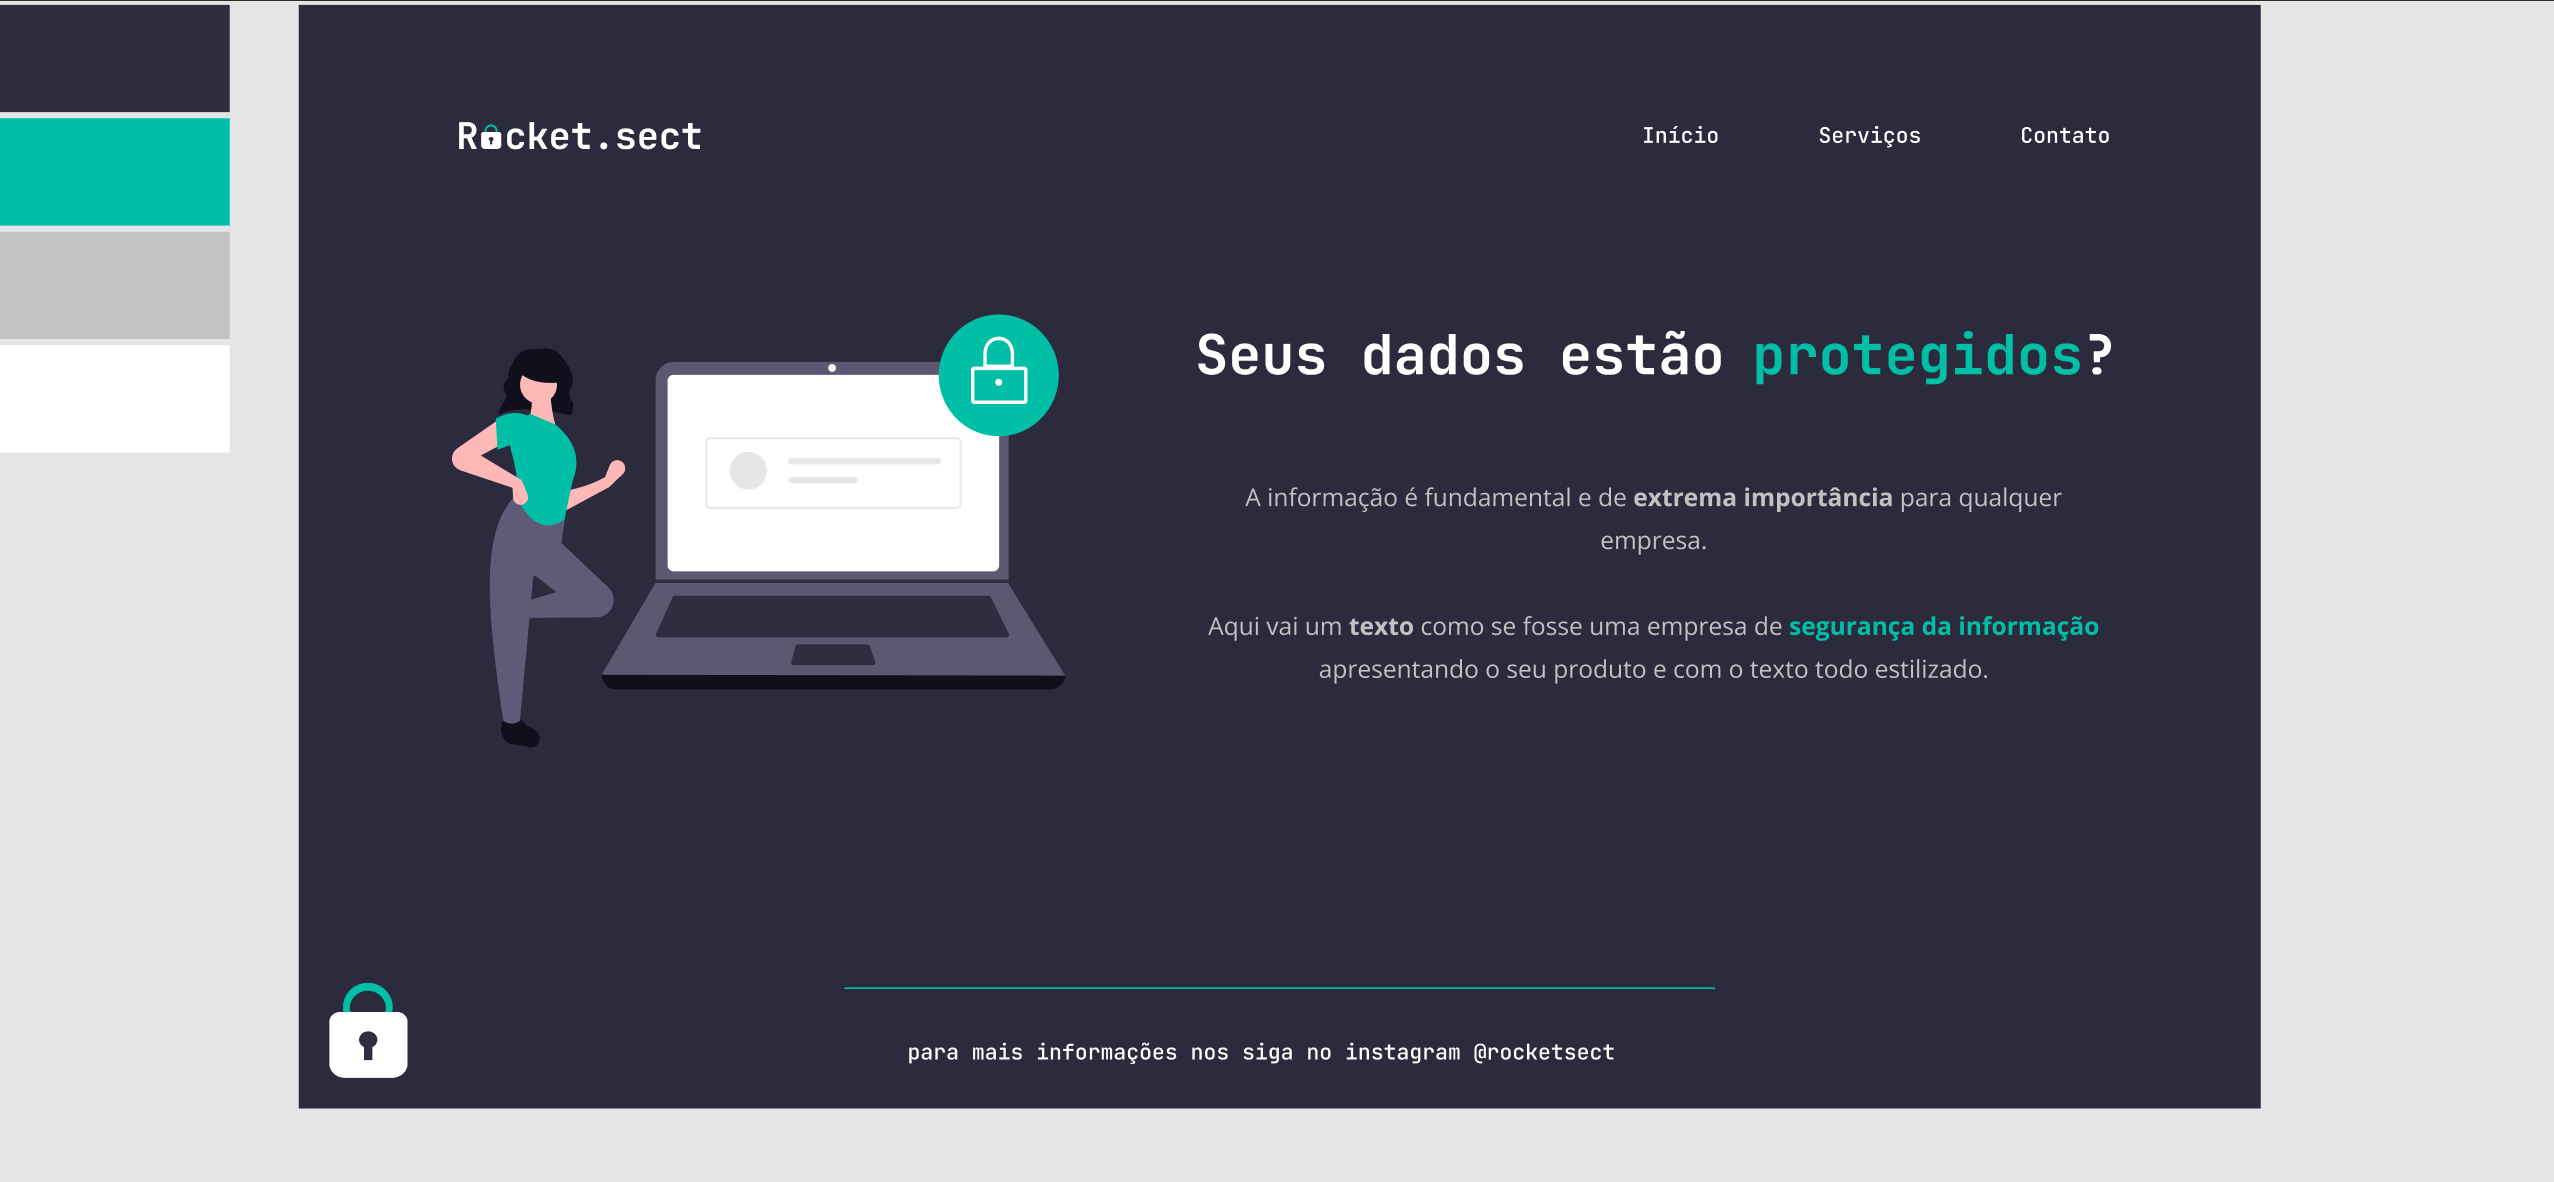 Rocket.sect
Início Serviços Contato
Seus dados estão protegidos?
A informação é fundamental e de extrema importância para qualquer
empresa.
Aqui vai um texto como se fosse uma empresa de segurança da informação
apresentando o seu produto e com o texto todo estilizado.
para mais informações nos siga no instagram @rocketsect